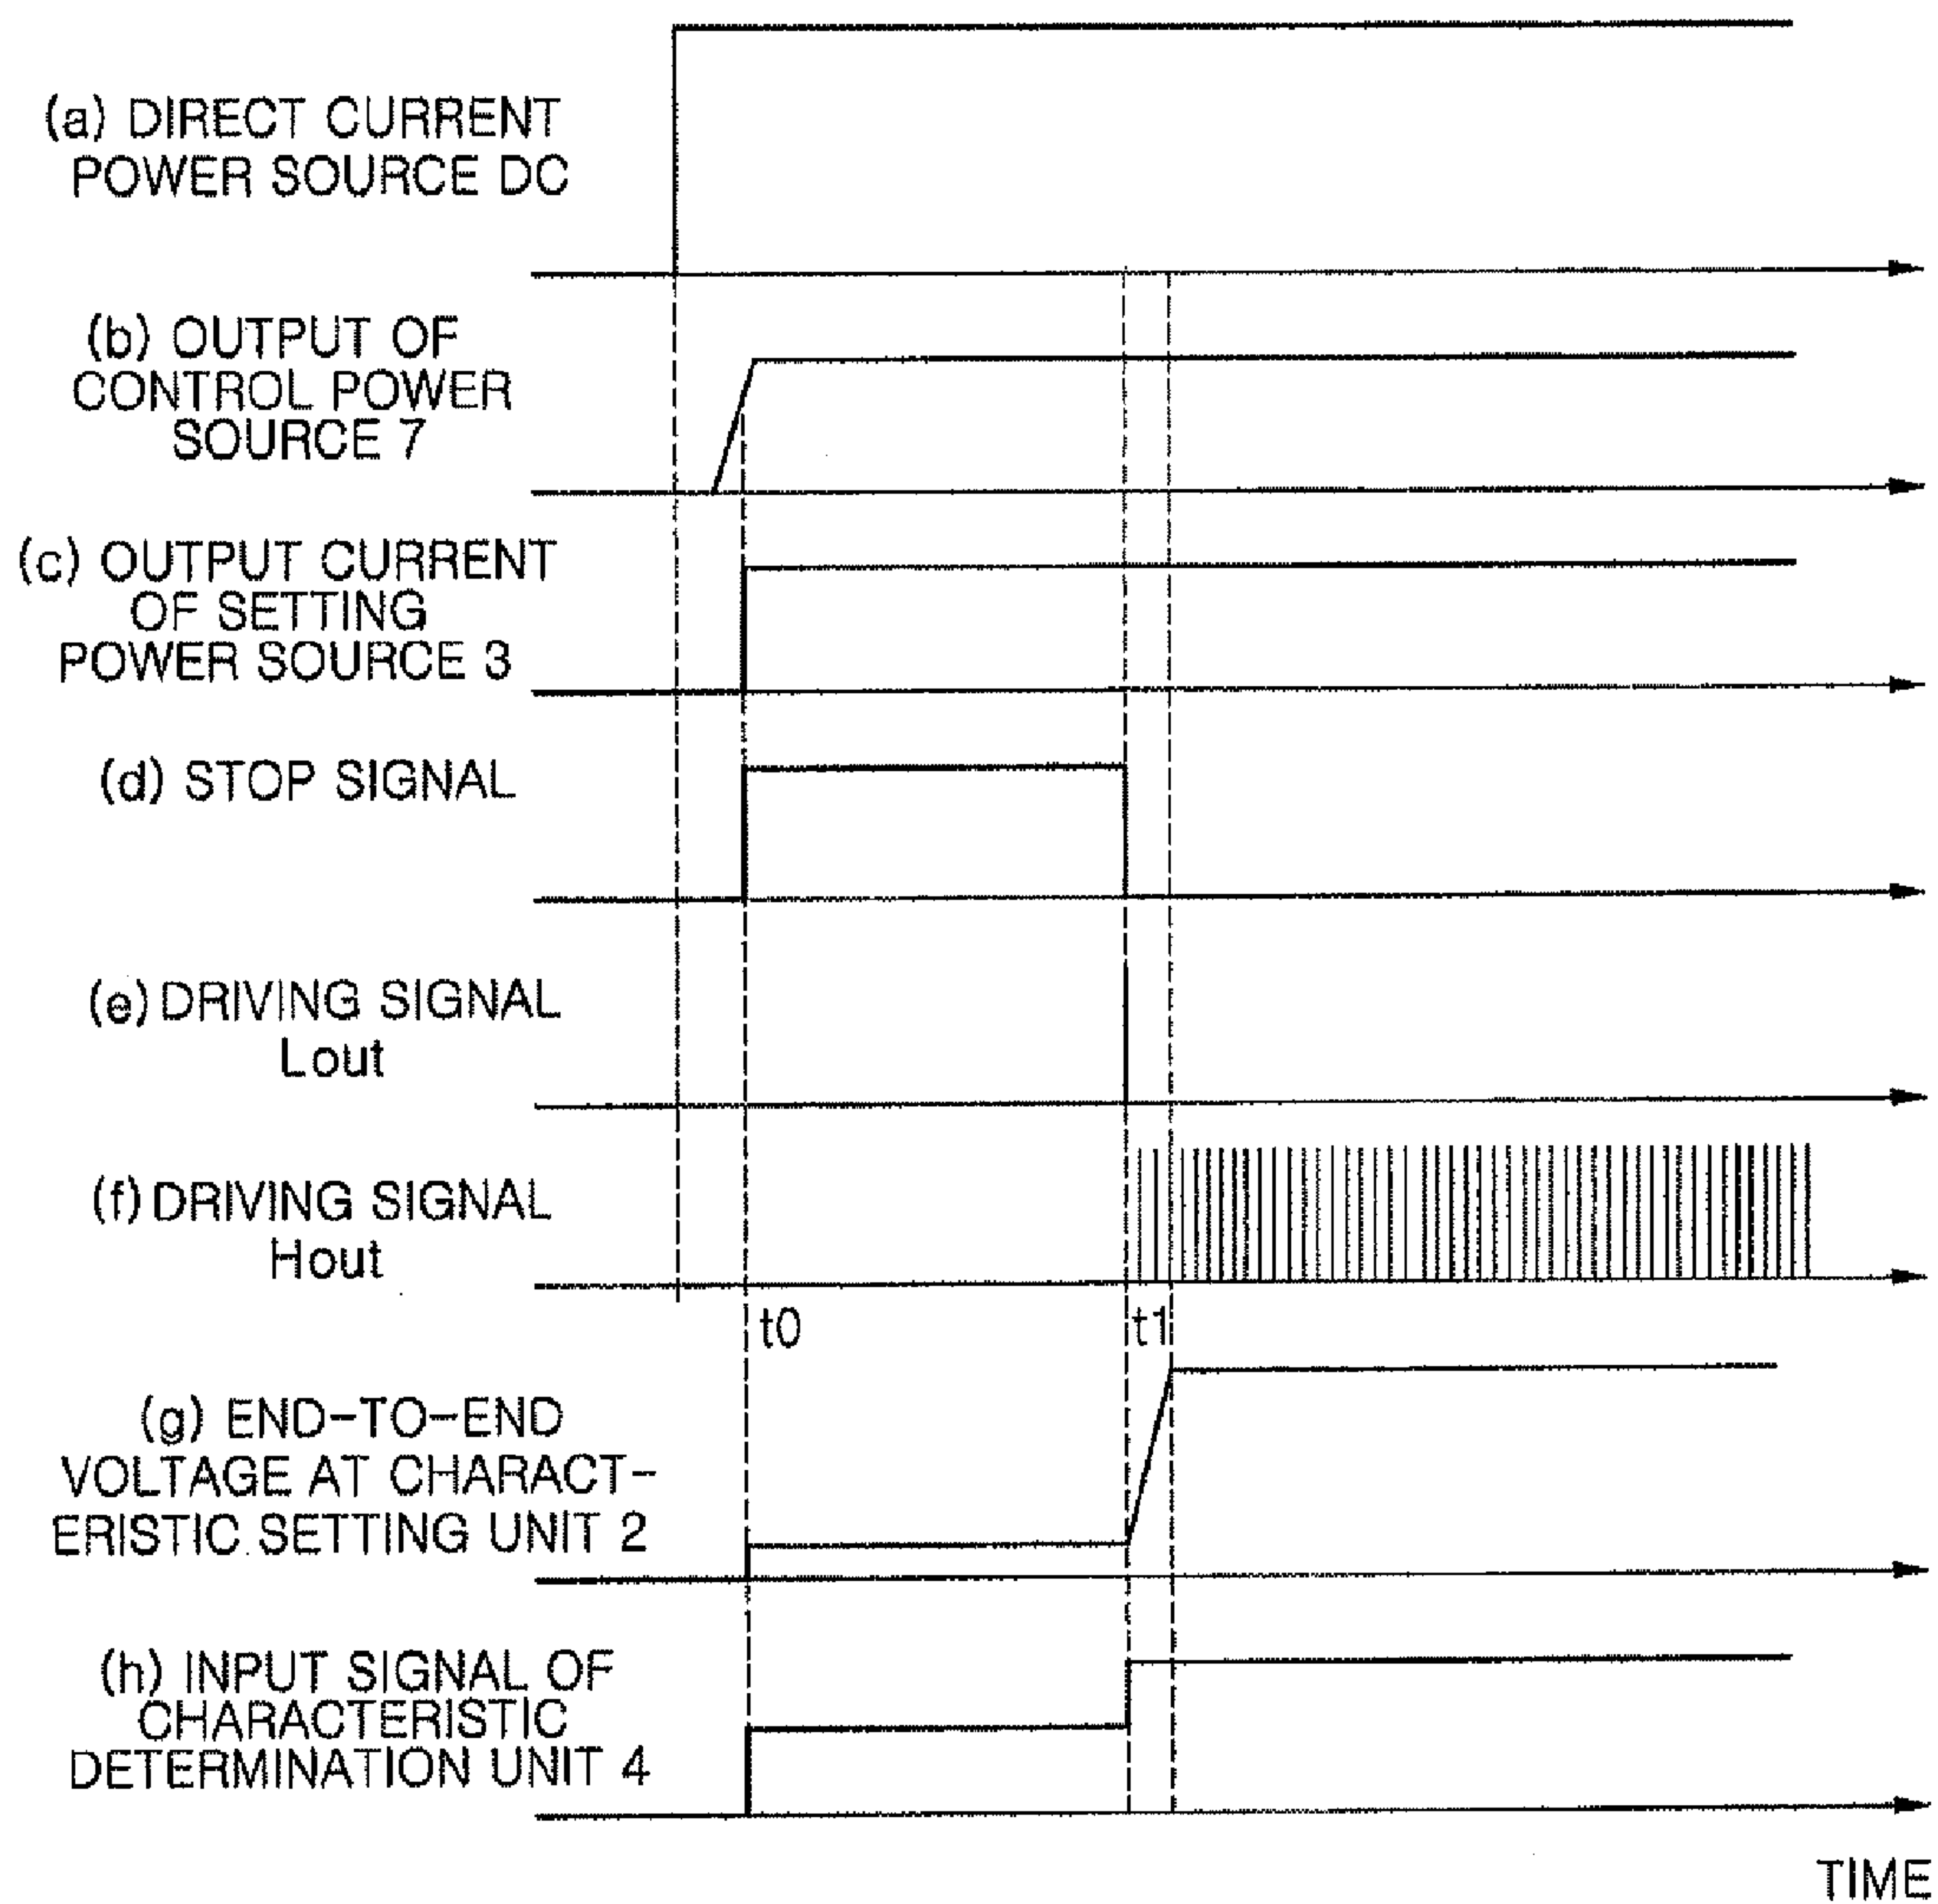 (a) DIRECT CURRENT
POWER SOURCE DC
(b) OUTPUT OF
CONTROL POWER
SOURCE 7
(c) OUTPUT CURRENT
OF SETTING
POWER SOURCE 3
(d) STOP SIGNAL
(e) DRIVING SIGNAL
Lout
(f) DRIVING SIGNAL
Hout
t0
t1
(g) END-TO-END
VOLTAGE AT CHARACT-
ERISTIC SETTING UNIT 2
(h) INPUT SIGNAL OF
CHARACTERISTIC
DETERMINATION UNIT 4
TIME